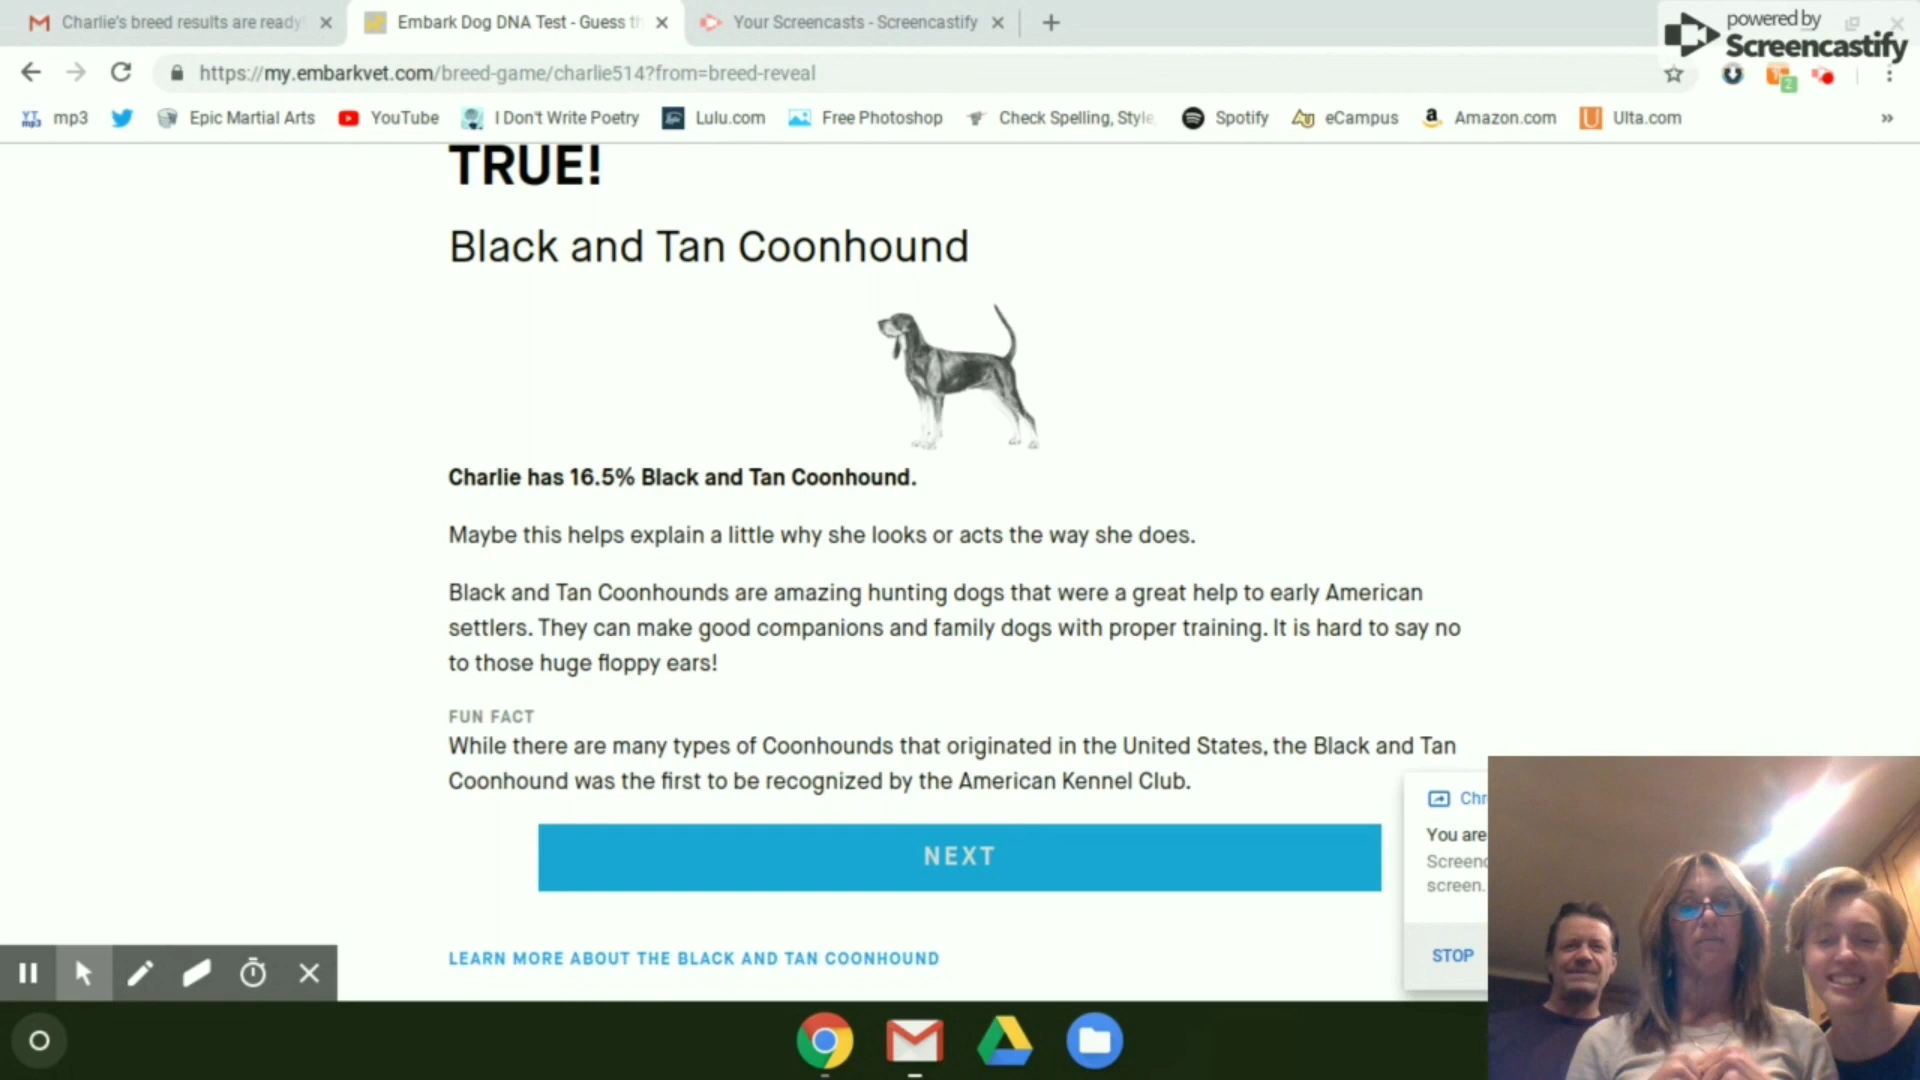 Charlie's breed results are ready
Embark Dog DNA Test - Guess th
Your Screencasts - Screencastify
powered by
Screencastify
https://my.embarkvet.com/breed-game/charlie514?from=breed-reveal
2
YT mp3
mp3
Epic Martial Arts
YouTube
I Don't Write Poetry
Lulu.com
Free Photoshop
Check Spelling, Style,
Spotify
eCampus
Amazon.com
Ulta.com
TRUE!
Black and Tan Coonhound
Charlie has 16.5% Black and Tan Coonhound.
Maybe this helps explain a little why she looks or acts the way she does.
Black and Tan Coonhounds are amazing hunting dogs that were a great help to early American
settlers. They can make good companions and family dogs with proper training. It is hard to say no
to those huge floppy ears!
FUN FACT
While there are many types of Coonhounds that originated in the United States, the Black and Tan
Coonhound was the first to be recognized by the American Kennel Club.
NEXT
LEARN MORE ABOUT THE BLACK AND TAN COONHOUND
Chr
You are
Screenc
screen.
STOP